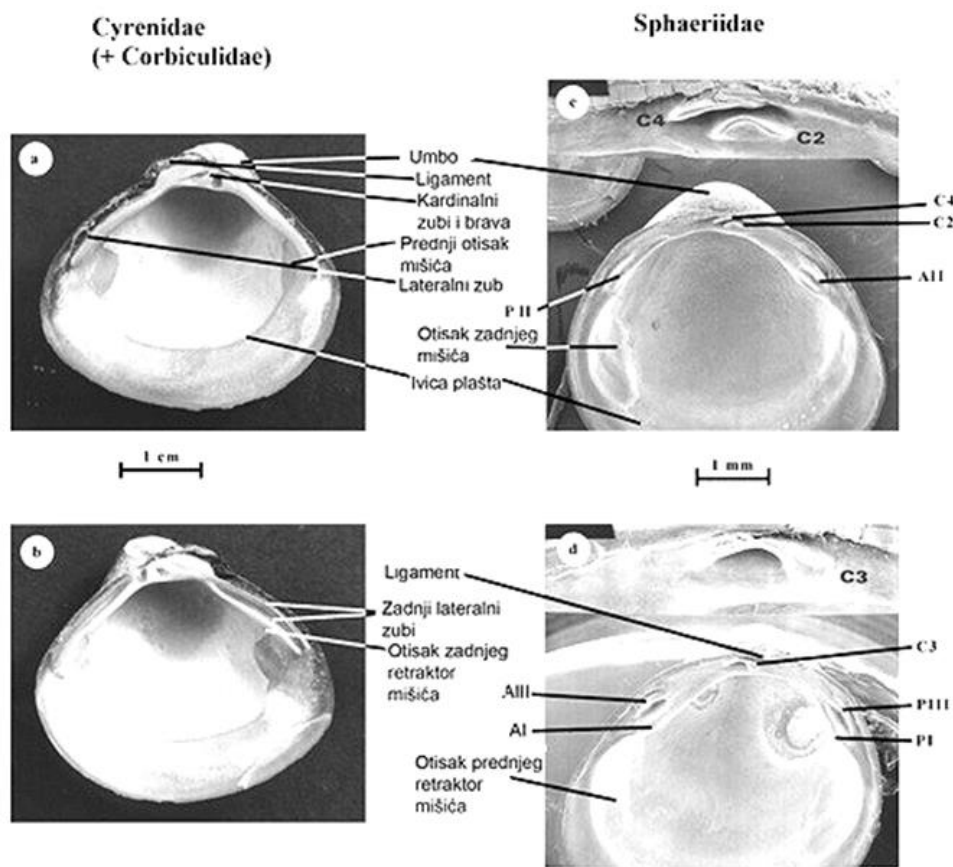 Cyrenidae
(+ Corbiculidae)
Sphaeriidae
a
c
C4
C2
Umbo
Ligament
Kardinalni
zubi i brava
Prednji otisak
mišića
Lateralni zub
P II
Otisak zadnjeg
mišića
Ivica plašta
C4
C2
AII
1 cm
1 mm
b
d
C3
Ligament
Zadnji lateralni
zubi
Otisak zadnjeg
retraktor
mišića
AIII
AI
Otisak prednjeg
retraktor
mišića
C3
PIII
PI